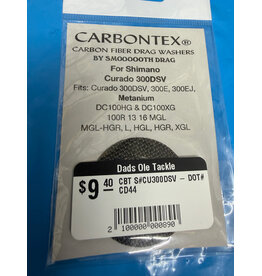 CARBONTEX®
CARBON FIBER DRAG WASHERS
BY SMOOOOOTH DRAG
For Shimano
Curado 300DSV
Fits: Curado 300DSV, 300E, 300EJ,
Metanium
DC100HG & DC100XG
100R 13 16 MGL
MGL-HGR, L, HGL, HGR, XGL
Dads Ole Tackle
$9.40
CBT S#CU300DSV - DOT#
CD44
2 100000 000890